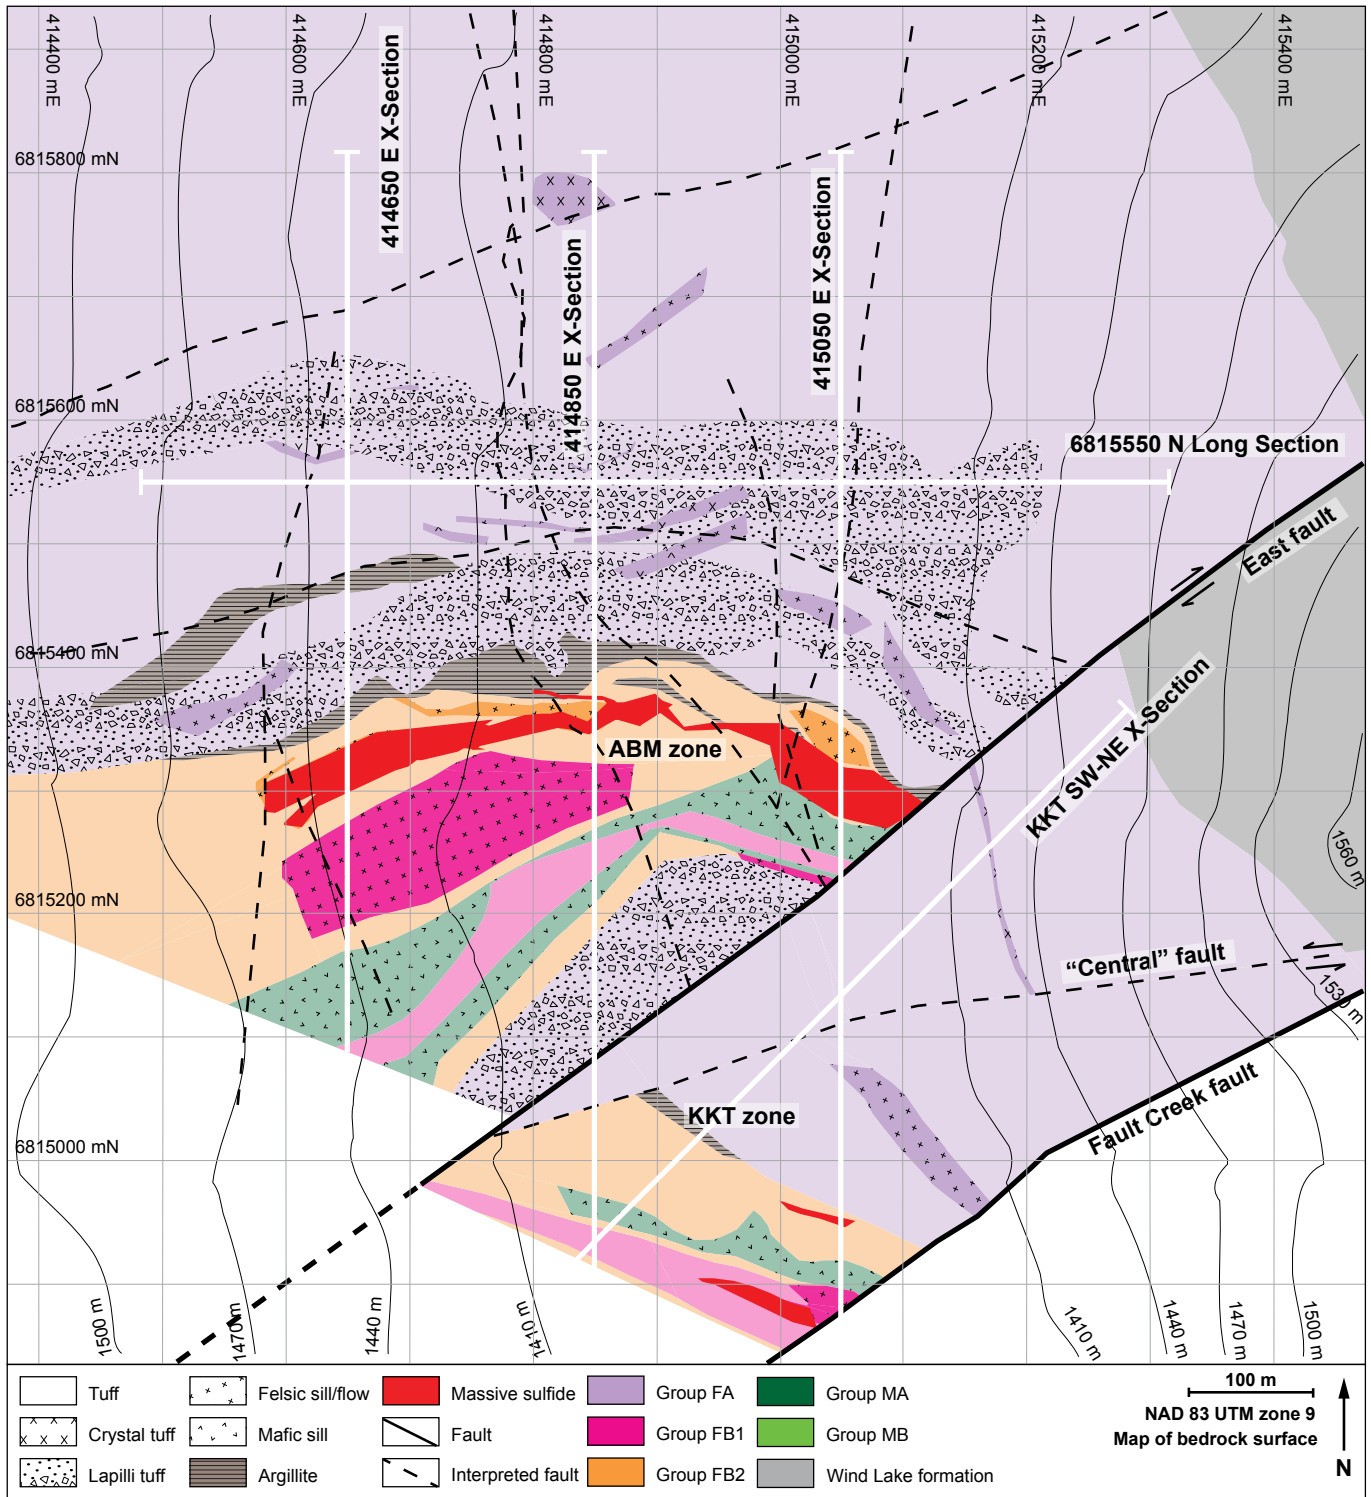 414400 mE
414600 mE
414800 mE
415000 mE
415200 mE
415400 mE
414650 E X-Section
6815800 mN
415050 E X-Section
414850 E X-Section
6815600 mN
6815550 N Long Section
East fault
6815400 mN
KKT SW-NE X-Section
ABM zone
1560 m
6815200 mN
"Central" fault
1530 m
Fault Creek fault
KKT zone
6815000 mN
1500 m
1470m
1440 m
1410 m
1410 m
1440 m
1470 m
1500 m
Tuff
Felsic sill/flow
Massive sulfide
Group FA
Group MA
100 m
Crystal tuff
Mafic sill
Fault
Group FB1
Group MB
NAD 83 UTM zone 9
Map of bedrock surface
Lapilli tuff
Argillite
Interpreted fault
Group FB2
Wind Lake formation
N